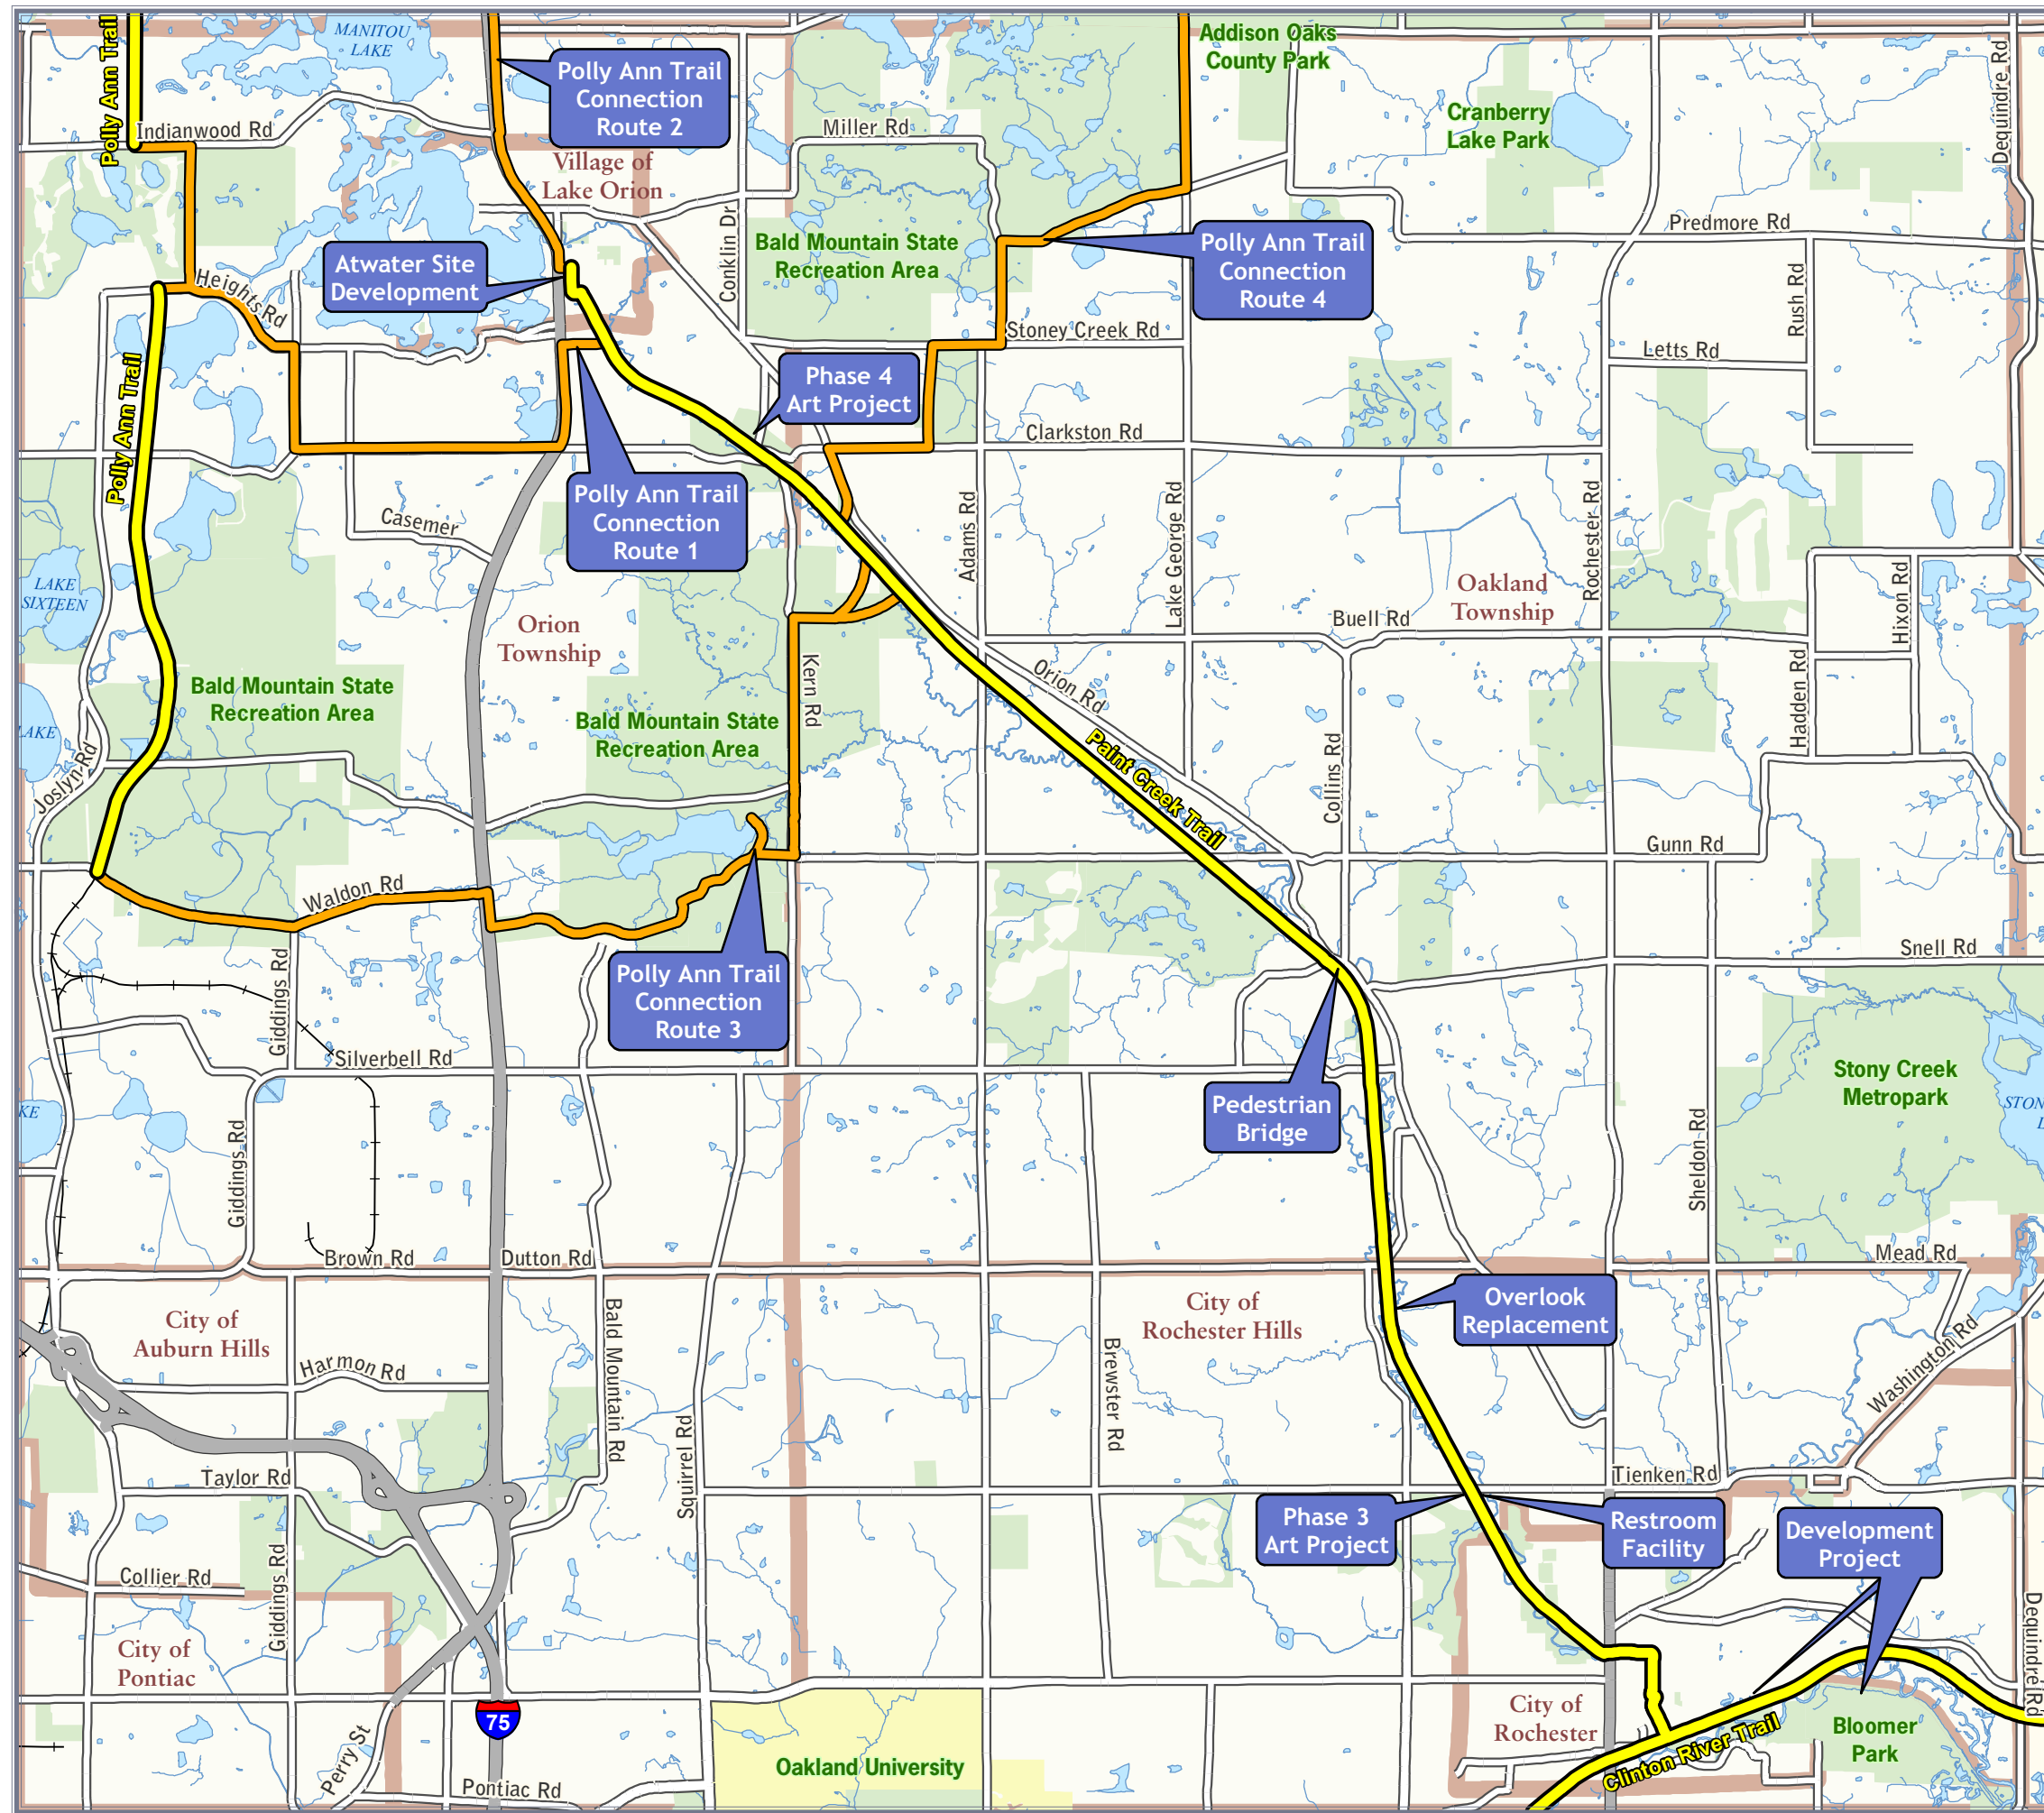 Polly Ann Trail
MANITOU
LAKE
Polly Ann Trail
Connection
Route 2
Addison Oaks
County Park
Cranberry
Lake Park
Dequindre Rd
Indianwood Rd
Miller Rd
Village of
Lake Orion
Conklin Dr
Bald Mountain State
Recreation Area
Polly Ann Trail
Connection
Route 4
Predmore Rd
Atwater Site
Development
Heights Rd
Rush Rd
Stoney Creek Rd
Letts Rd
Polly Ann Trail
Phase 4
Art Project
Clarkston Rd
Polly Ann Trail
Connection
Route 1
Casemer
Adams Rd
Lake George Rd
Rochester Rd
LAKE
SIXTEEN
Orion
Township
Oakland
Township
Hixon Rd
Buell Rd
Kern Rd
Orion Rd
Hadden Rd
Bald Mountain State
Recreation Area
Bald Mountain State
Recreation Area
LAKE
Joslyn Rd
Paint Creek Trail
Collins Rd
Gunn Rd
Waldon Rd
Snell Rd
Giddings Rd
Polly Ann Trail
Connection
Route 3
Silverbell Rd
Stony Creek
Metropark
STON
L
KE
Pedestrian
Bridge
Giddings Rd
Sheldon Rd
Brown Rd
Dutton Rd
Mead Rd
City of
Auburn Hills
Bald Mountain Rd
City of
Rochester Hills
Overlook
Replacement
Brewster Rd
Washington Rd
Harmon Rd
Squirrel Rd
Taylor Rd
Tienken Rd
Phase 3
Art Project
Restroom
Facility
Development
Project
Giddings Rd
Collier Rd
City of
Pontiac
Dequindre Rd
City of
Rochester
75
Perry St
Oakland University
Clinton River Trail
Bloomer
Park
Pontiac Rd